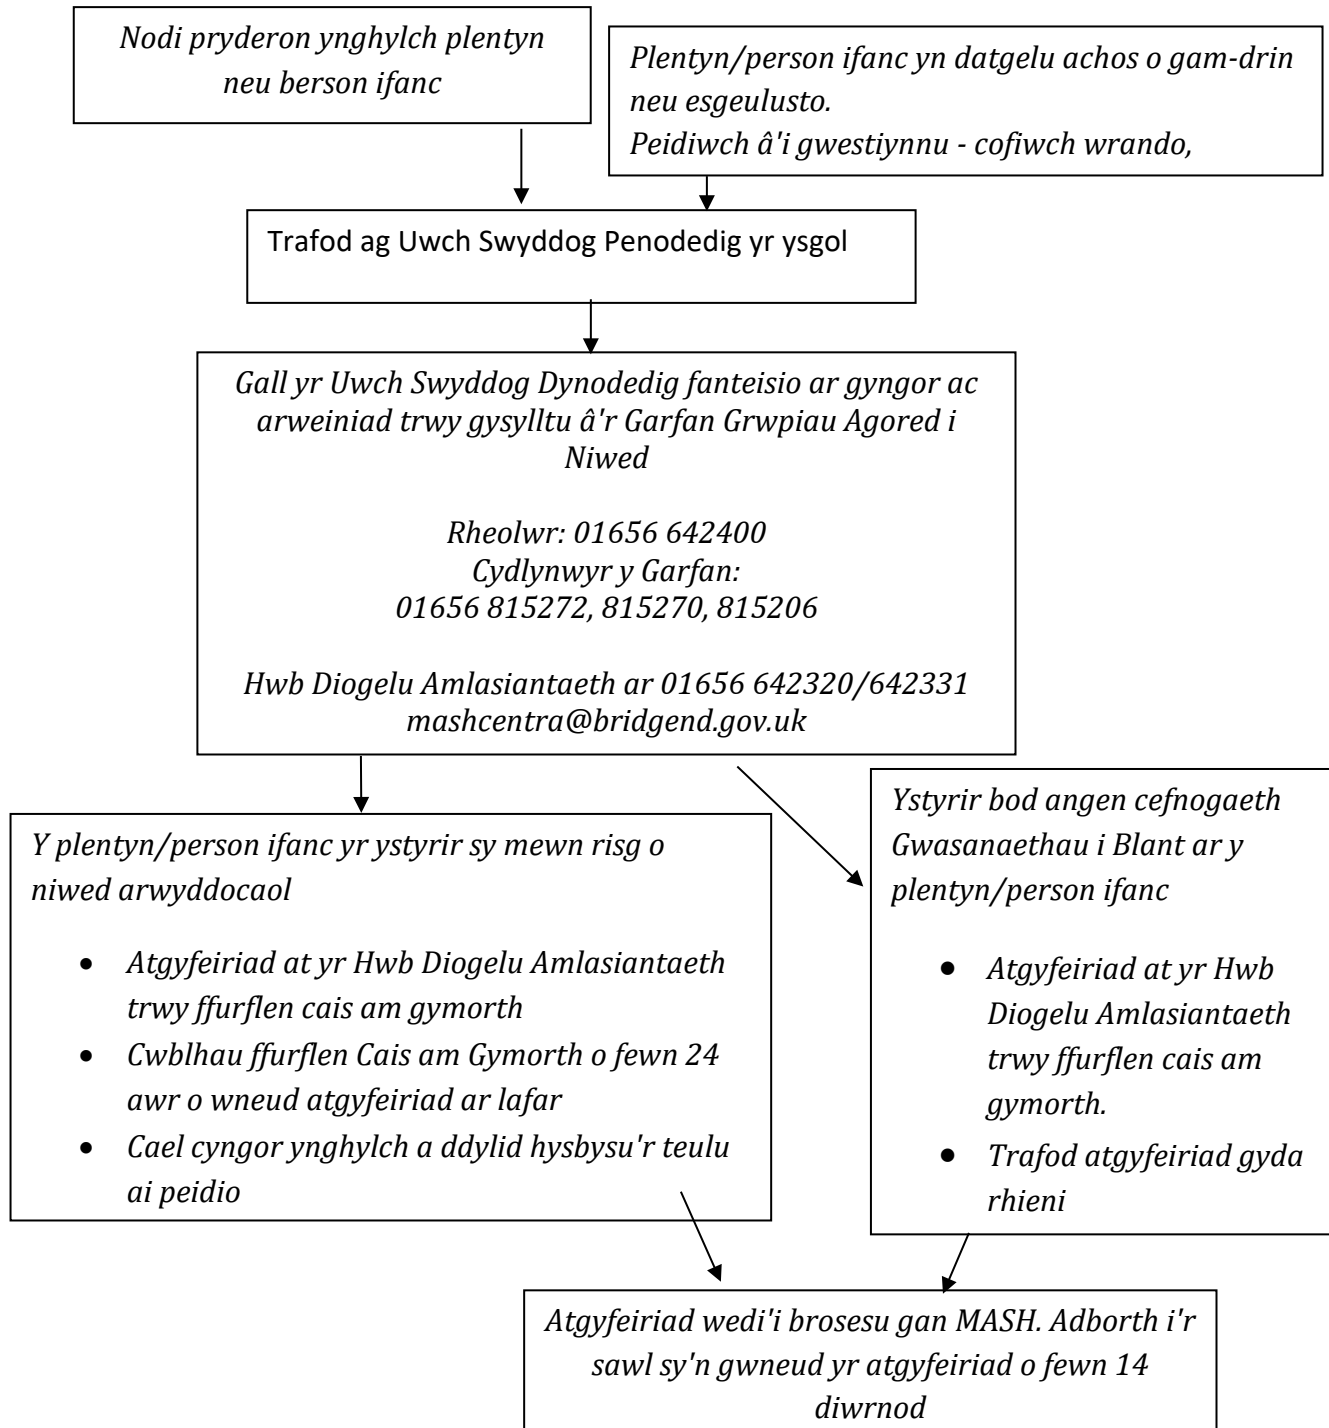 Nodi pryderon ynghylch plentyn
neu berson ifanc
Plentyn/person ifanc yn datgelu achos o gam-drin
neu esgeulusto.
Peidiwch â'i gwestiynnu - cofiwch wrando,
Trafod ag Uwch Swyddog Penodedig yr ysgol
Gall yr Uwch Swyddog Dynodedig fanteisio ar gyngor ac
arweiniad trwy gysylltu â'r Garfan Grwpiau Agored i
Niwed
Rheolwr: 01656 642400
Cydlynwyr y Garfan:
01656 815272, 815270, 815206
Hwb Diogelu Amlasiantaeth ar 01656 642320/642331
mashcentra@bridgend.gov.uk
Y plentyn/person ifanc yr ystyrir sy mewn risg o
niwed arwyddocaol
• Atgyfeiriad at yr Hwb Diogelu Amlasiantaeth
trwy ffurflen cais am gymorth
• Cwblhau ffurflen Cais am Gymorth o fewn 24
awr o wneud atgyfeiriad ar lafar
• Cael cyngor ynghylch a ddylid hysbysu'r teulu
ai peidio
Ystyrir bod angen cefnogaeth
Gwasanaethau i Blant ar y
plentyn/person ifanc
• Atgyfeiriad at yr Hwb
Diogelu Amlasiantaeth
trwy ffurflen cais am
gymorth.
• Trafod atgyfeiriad gyda
rhieni
Atgyfeiriad wedi'i brosesu gan MASH. Adborth i'r
sawl sy'n gwneud yr atgyfeiriad o fewn 14
diwrnod